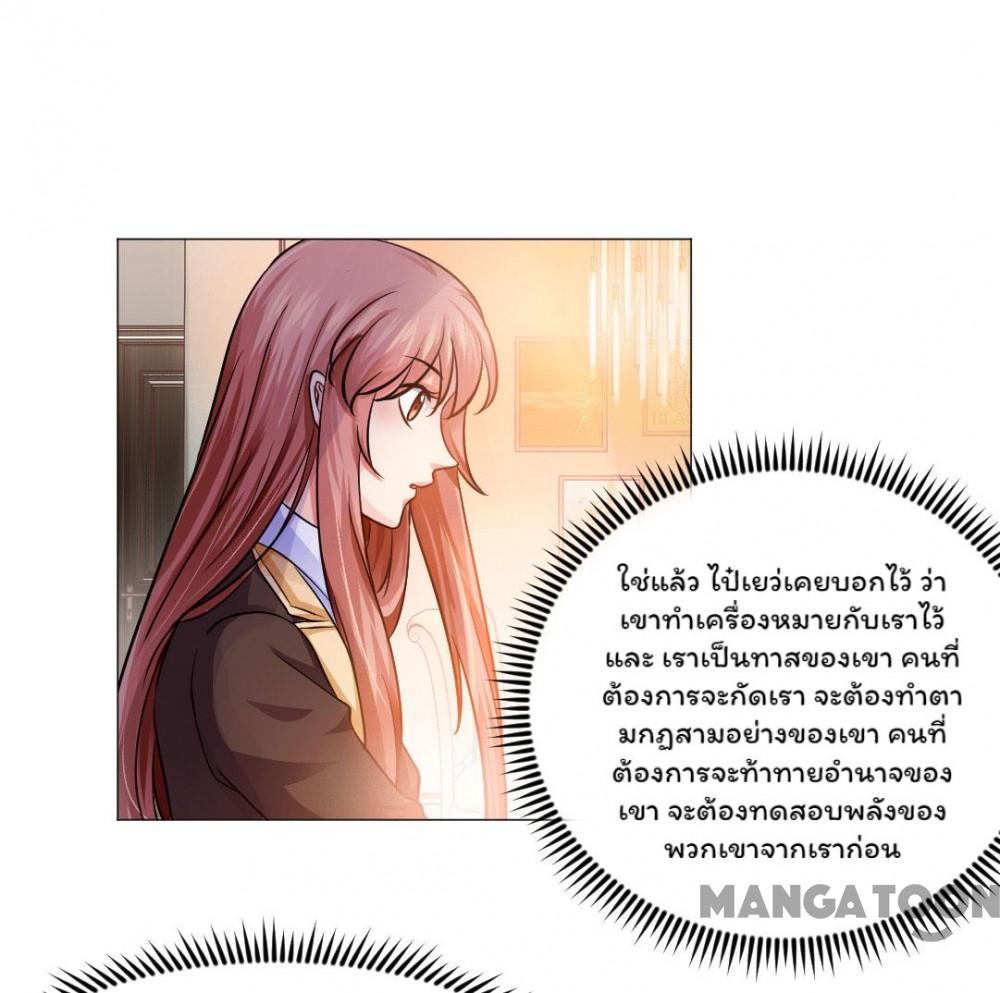 ใช่แล้ว ไป๋เยว่เคยบอกไว้ ว่า
เขาทำเครื่องหมายกับเราไว้
และ เราเป็นทาสของเขา คนที่
ต้องการจะกัดเรา จะต้องทำตา
มกฏสามอย่างของเขา คนที่
ต้องการจะท้าทายอำนาจของ
เขา จะต้องทดสอบพลังของ
พวกเขาจากเราก่อน
MANGATOON